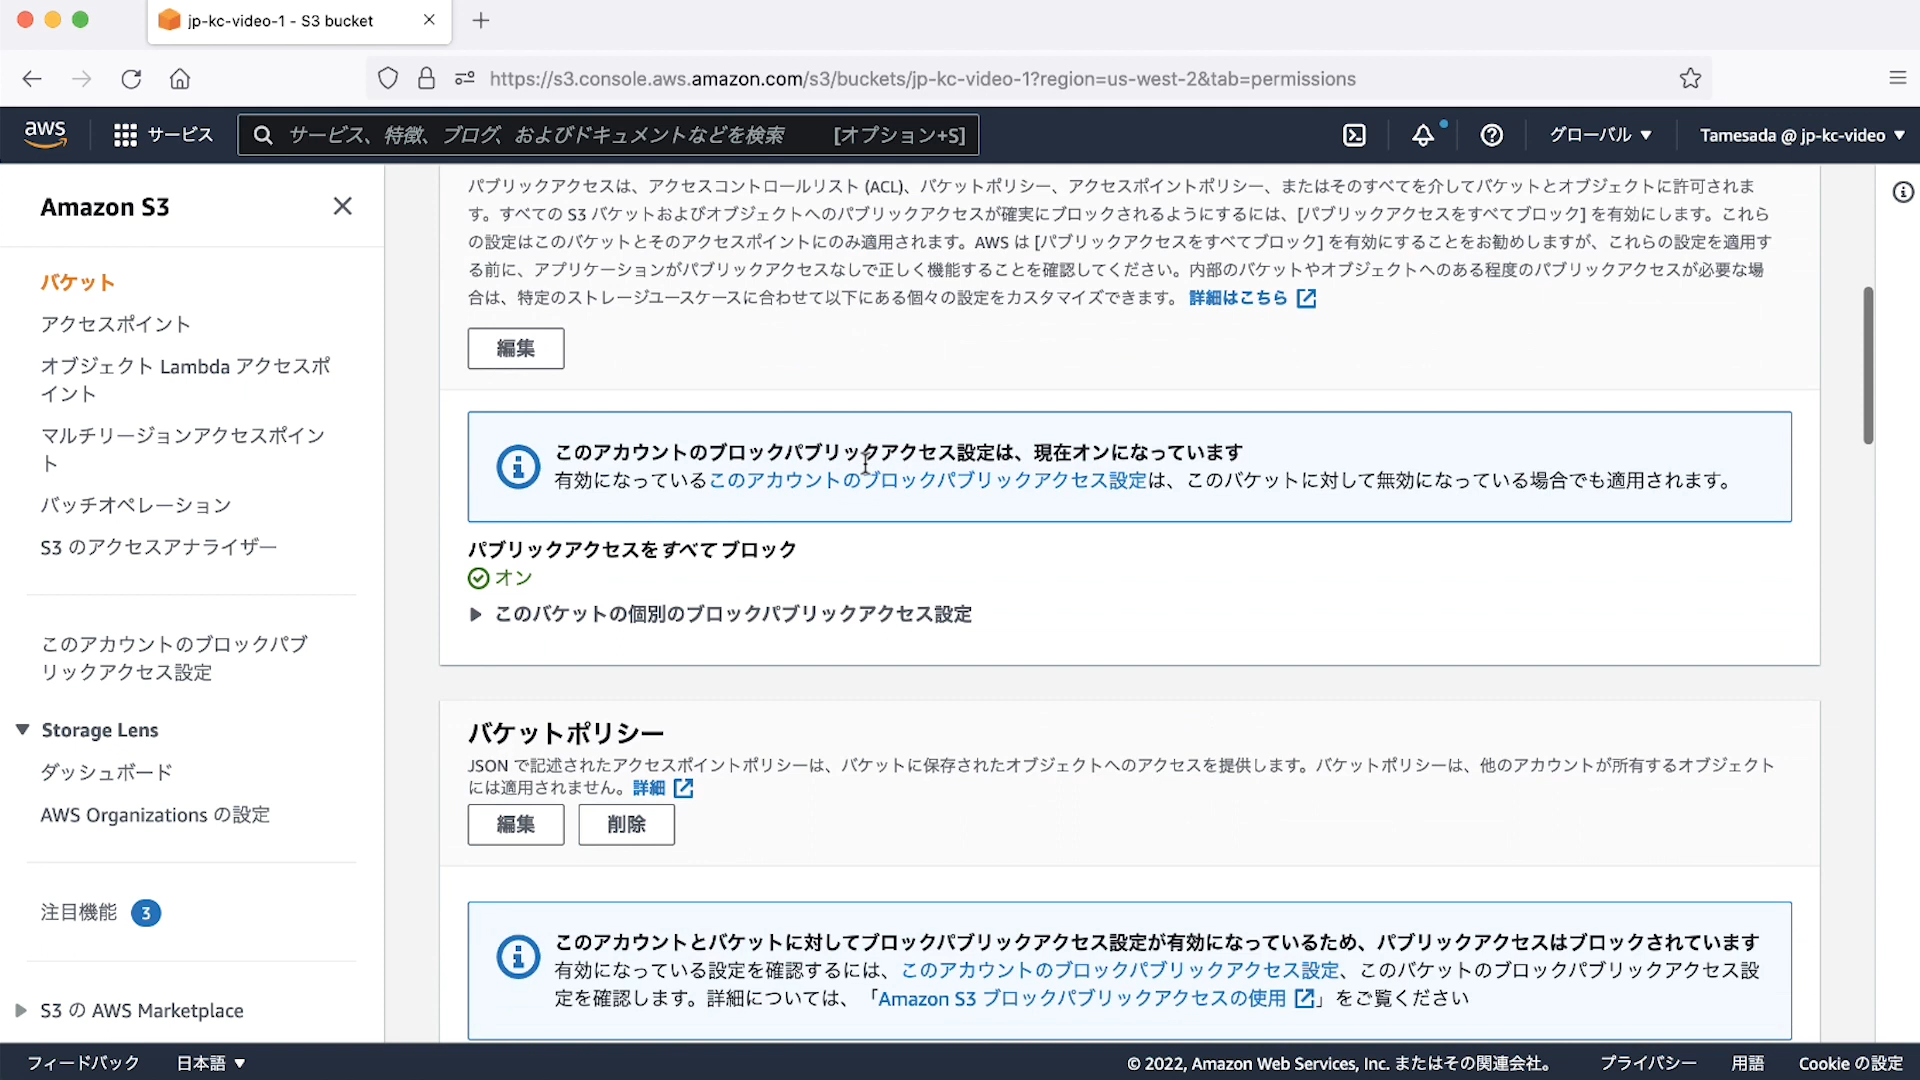 jp-kc-video-1 - S3 bucket
https://s3.console.aws.amazon.com/s3/buckets/jp-kc-video-1?region=us-west-2&tab=permissions
aws
サービス
サービス、特徴、ブログ、およびドキュメントなどを検索
[オプション+S]
グローバル
Tamesada @ jp-kc-video
Amazon S3
バケット
アクセスポイント
オブジェクト Lambda アクセスポ
イント
マルチリージョンアクセスポイン
ト
バッチオペレーション
S3 のアクセスアナライザー
このアカウントのブロックパブ
リックアクセス設定
Storage Lens
ダッシュボード
AWS Organizations の設定
注目機能 3
S3 の AWS Marketplace
パブリックアクセスは、アクセスコントロールリスト (ACL)、バケットポリシー、アクセスポイントポリシー、またはそのすべてを介してバケットとオブジェクトに許可されま
す。すべての S3 バケットおよびオブジェクトへのパブリックアクセスが確実にブロックされるようにするには、[パブリックアクセスをすべてブロック] を有効にします。これら
の設定はこのバケットとそのアクセスポイントにのみ適用されます。AWS は [パブリックアクセスをすべてブロック] を有効にすることをお勧めしますが、これらの設定を適用す
る前に、アプリケーションがパブリックアクセスなしで正しく機能することを確認してください。内部のバケットやオブジェクトへのある程度のパブリックアクセスが必要な場
合は、特定のストレージユースケースに合わせて以下にある個々の設定をカスタマイズできます。 詳細はこちら
編集
このアカウントのブロックパブリックアクセス設定は、現在オンになっています
有効になっているこのアカウントのブロックパブリックアクセス設定は、このバケットに対して無効になっている場合でも適用されます。
パブリックアクセスをすべて ブロック
オン
このバケットの個別のブロックパブリックアクセス設定
バケットポリシー
JSON で記述されたアクセスポイントポリシーは、バケットに保存されたオブジェクトへのアクセスを提供します。バケットポリシーは、他のアカウントが所有するオブジェクト
には適用されません。詳細
編集
削除
このアカウントとバケットに対してブロックパブリックアクセス設定が有効になっているため、パブリックアクセスはブロックされています
有効になっている設定を確認するには、このアカウントのブロックパブリックアクセス設定、このバケットのブロックパブリックアクセス設
定を確認します。詳細については、「Amazon S3 ブロックパブリックアクセスの使用」をご覧ください
フィードバック
日本語
© 2022, Amazon Web Services, Inc. またはその関連会社。
プライバシー
用語
Cookie の設定